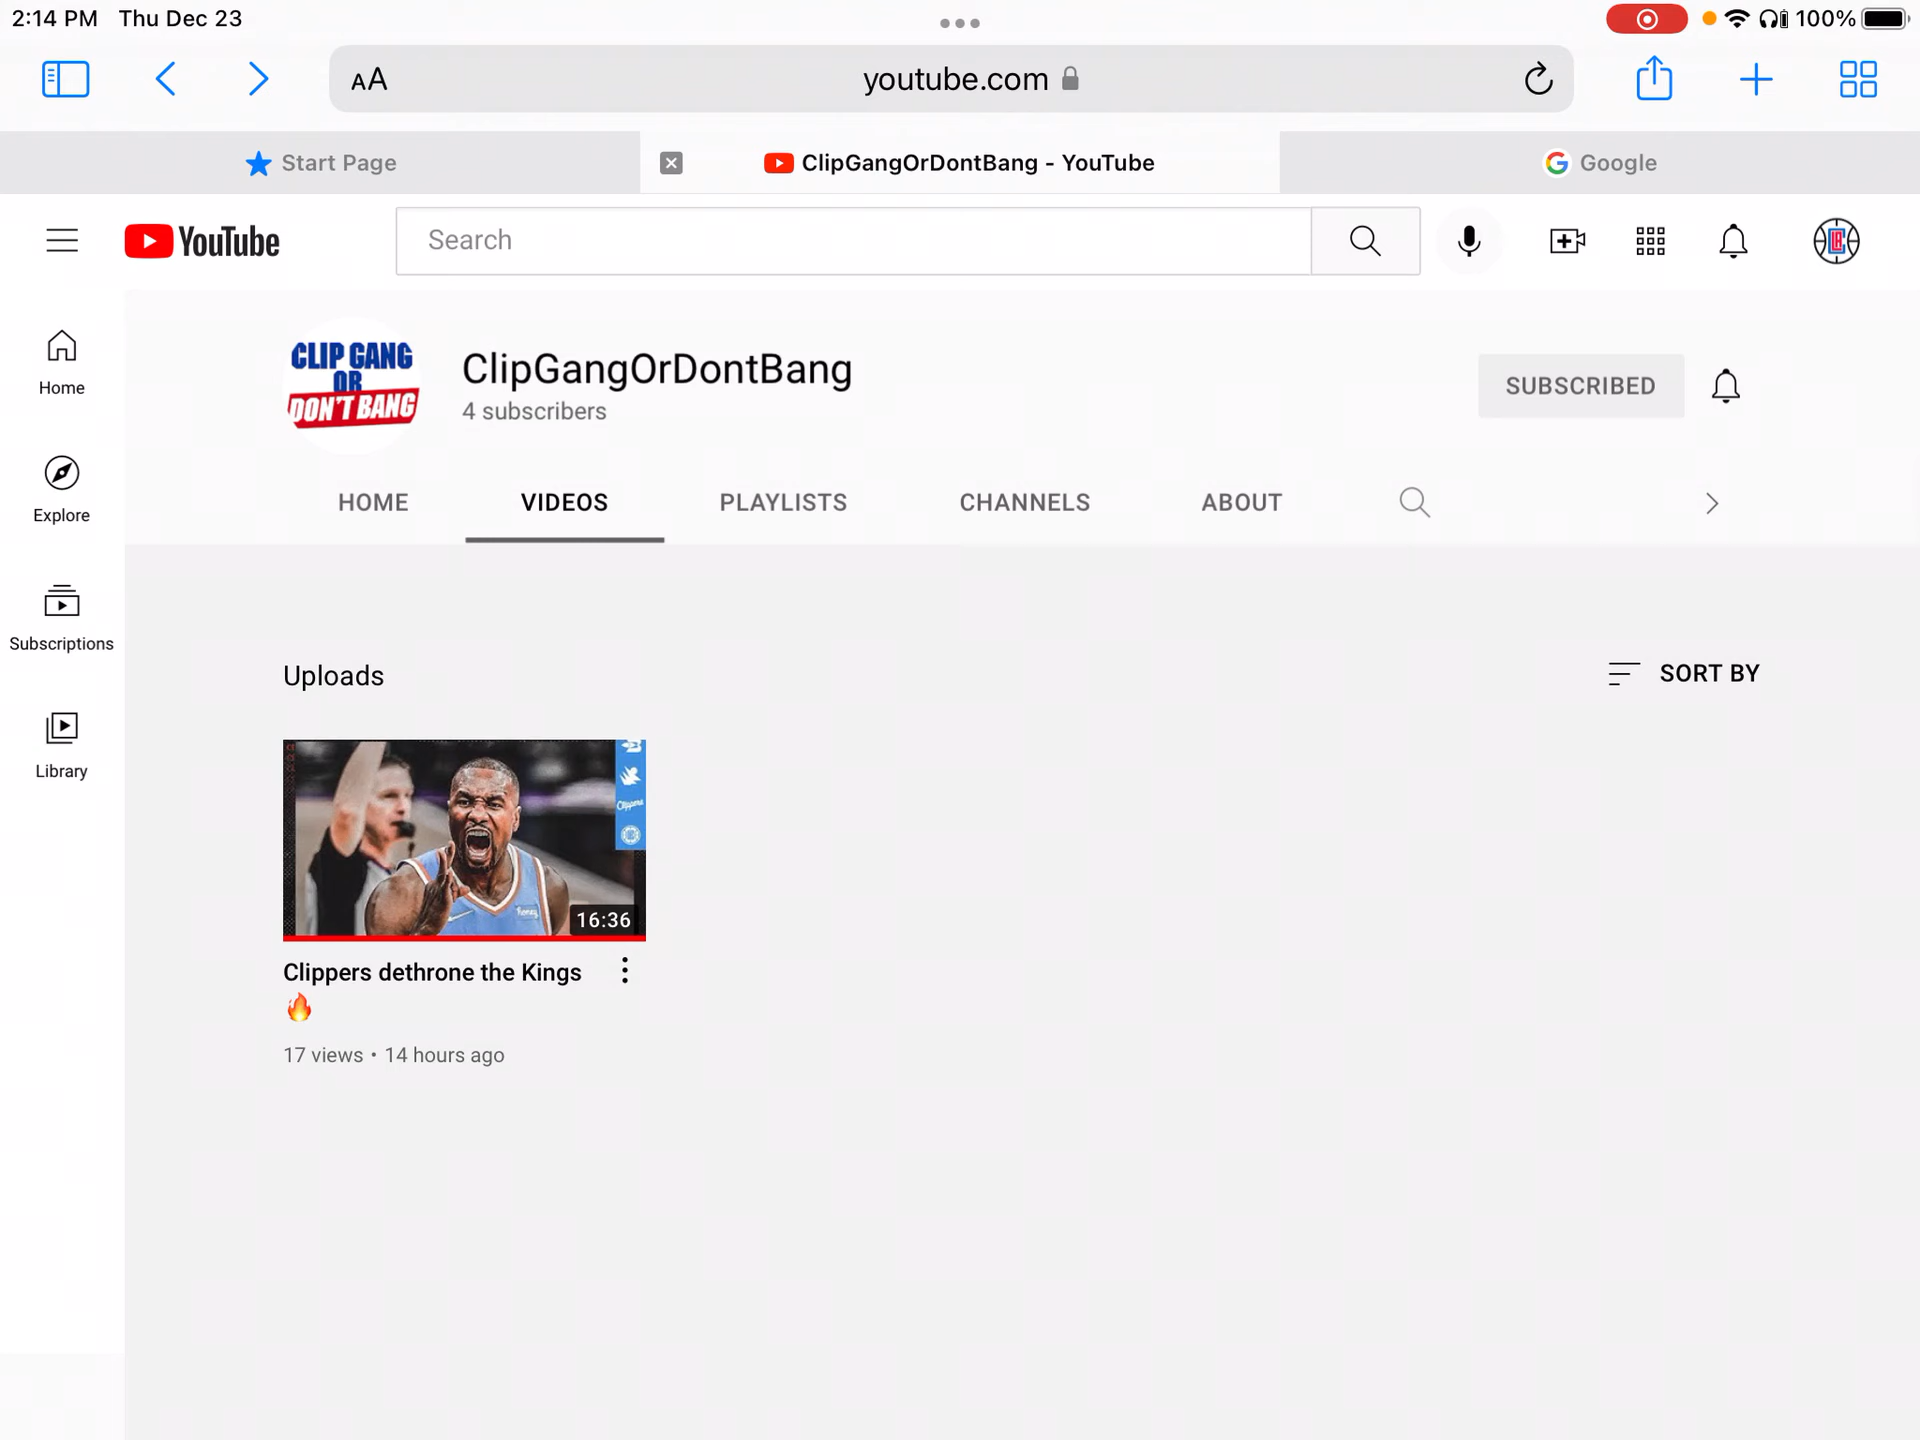 2:14 PM Thu Dec 23
100%
AA
youtube.com
Start Page
ClipGangOrDontBang - YouTube
Google
YouTube
Search
Home
Explore
Subscriptions
Library
CLIP GANG
OR
DON'T BANG
ClipGangOrDontBang
4 subscribers
SUBSCRIBED
HOME
VIDEOS
PLAYLISTS
CHANNELS
ABOUT
Uploads
SORT BY
Clippers
16:36
Clippers dethrone the Kings
🔥
17 views • 14 hours ago